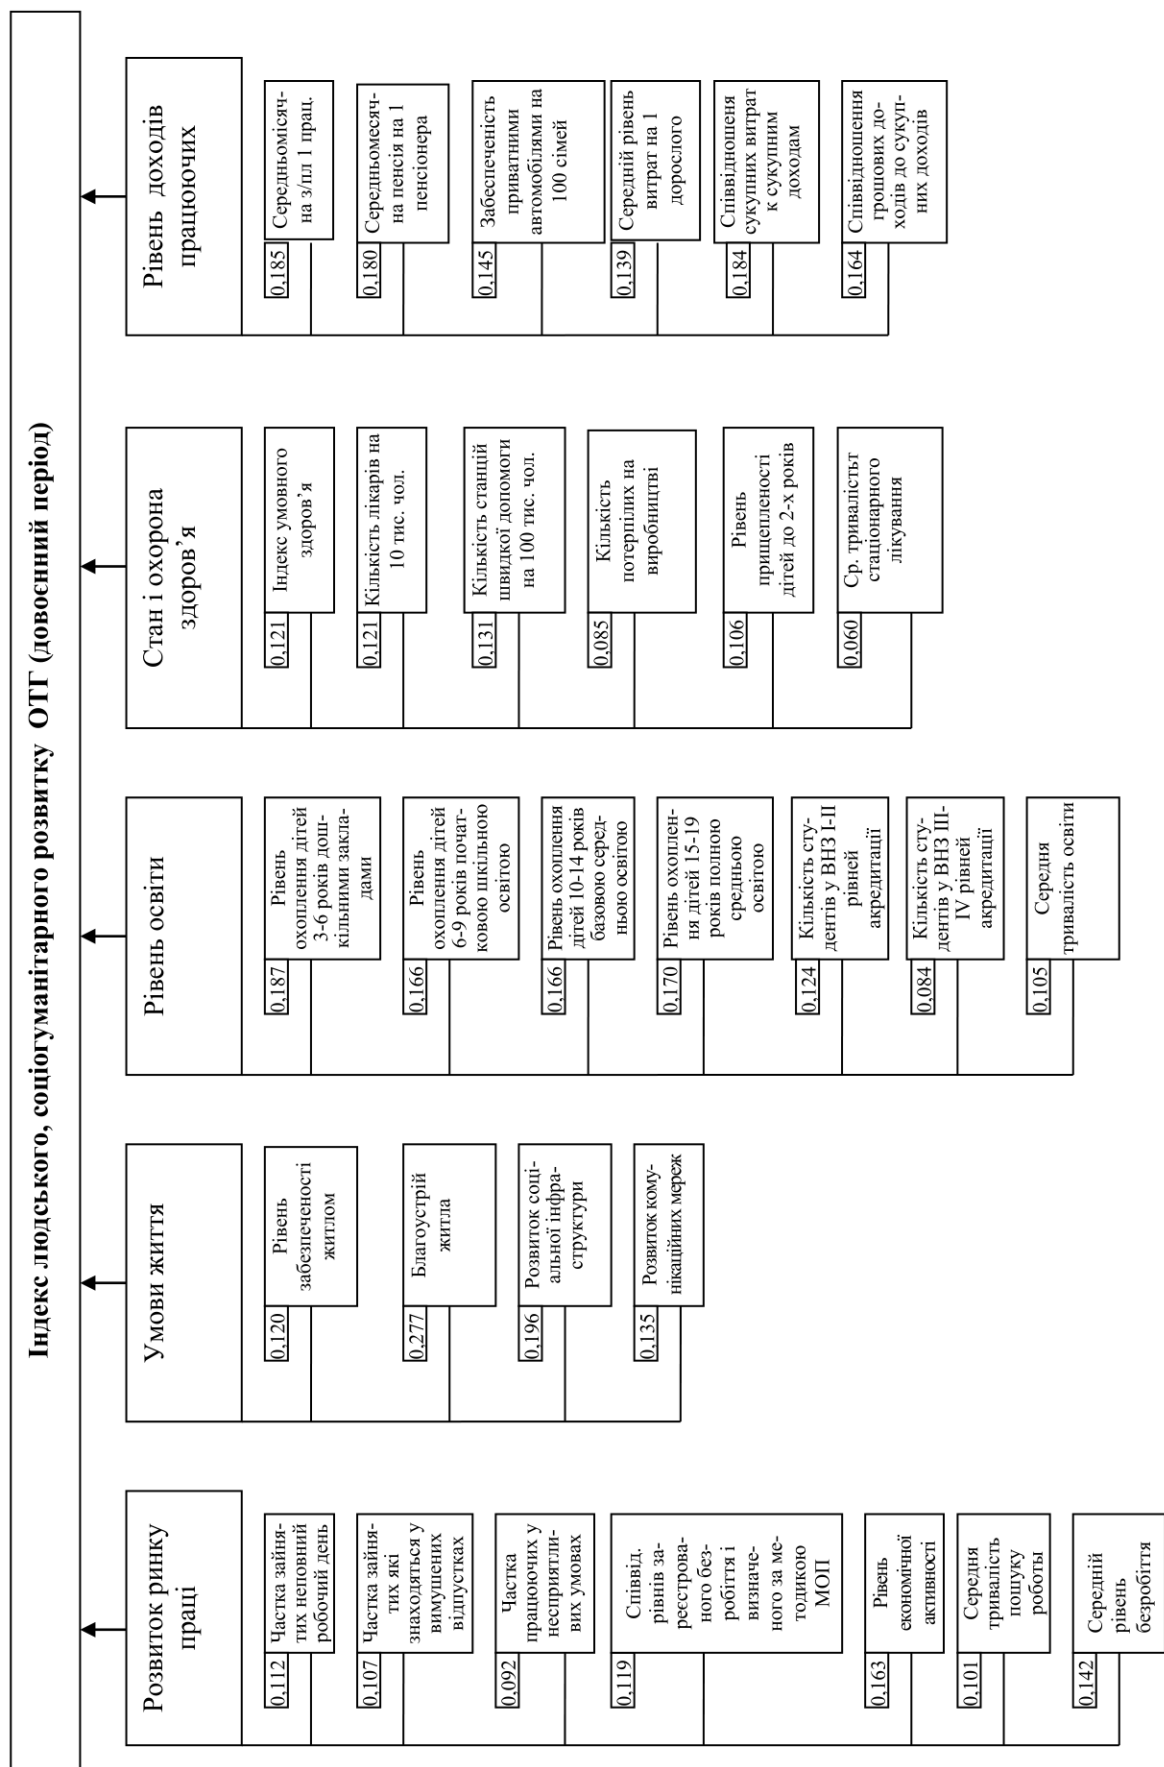 Індекс людського, соціогуманітарного розвитку ОТГ (довоєнний період)
Розвиток ринку
праці
0,112
Частка зайня-
тих неповний
робочий день
0,107
Частка зайня-
тих які
знаходяться у
вимушених
відпустках
0,092
Частка
працюючих у
несприятли-
вих умовах
0,119
Співвід.
рівнів за-
реєстрова-
ного без-
робіття і
визначе-
ного за ме-
тодикою
МОП
0,163
Рівень
економічної
активності
0,101
Середня
тривалість
пошуку
роботы
0,142
Середній
рівень
безробіття
Умови життя
0,120
Рівень
забезпеченості
житлом
0,277
Благоустрій
житла
0,196
Розвиток соці-
альної інфра-
структури
0,135
Розвиток кому-
нікаційних мереж
Рівень освіти
0,187
Рівень
охоплення дітей
3-6 років дош-
кільними закла-
дами
0,166
Рівень
охоплення дітей
6-9 років почат-
ковою шкільною
освітою
0,166
Рівень охоплення
дітей 10-14 років
базовою серед-
ньою освітою
0,170
Рівень охоплен-
ня дітей 15-19
років полною
средньою
освітою
0,124
Кількість сту-
дентів у ВНЗ І-ІІ
рівней
акредитації
0,084
Кількість сту-
дентів у ВНЗ ІІІ-
IV рівней
акредитації
0,105
Середня
тривалість освіти
Стан і охорона
здоров’я
0,121
Індекс умовного
здоров’я
0,121
Кількість лікарів на
10 тис. чол.
0,131
Кількість станцій
швидкої допомоги
на 100 тис. чол.
0,085
Кількість
потерпілих на
виробництві
0,106
Рівень
прищепленості
дітей до 2-х років
0,060
Ср. тривалістьт
стаціонарного
лікування
Рівень доходів
працюючих
0,185
Середньомісяч-
на з/пл 1 прац.
0,180
Середньомесяч-
на пенсія на 1
пенсіонера
0,145
Забеспеченість
приватними
автомобілями на
100 сімей
0,139
Середній рівень
витрат на 1
дорослого
0,184
Співвидношеня
сукупних витрат
к сукупним
доходам
0,164
Співвідношення
грошових до-
ходів до сукуп-
них доходів